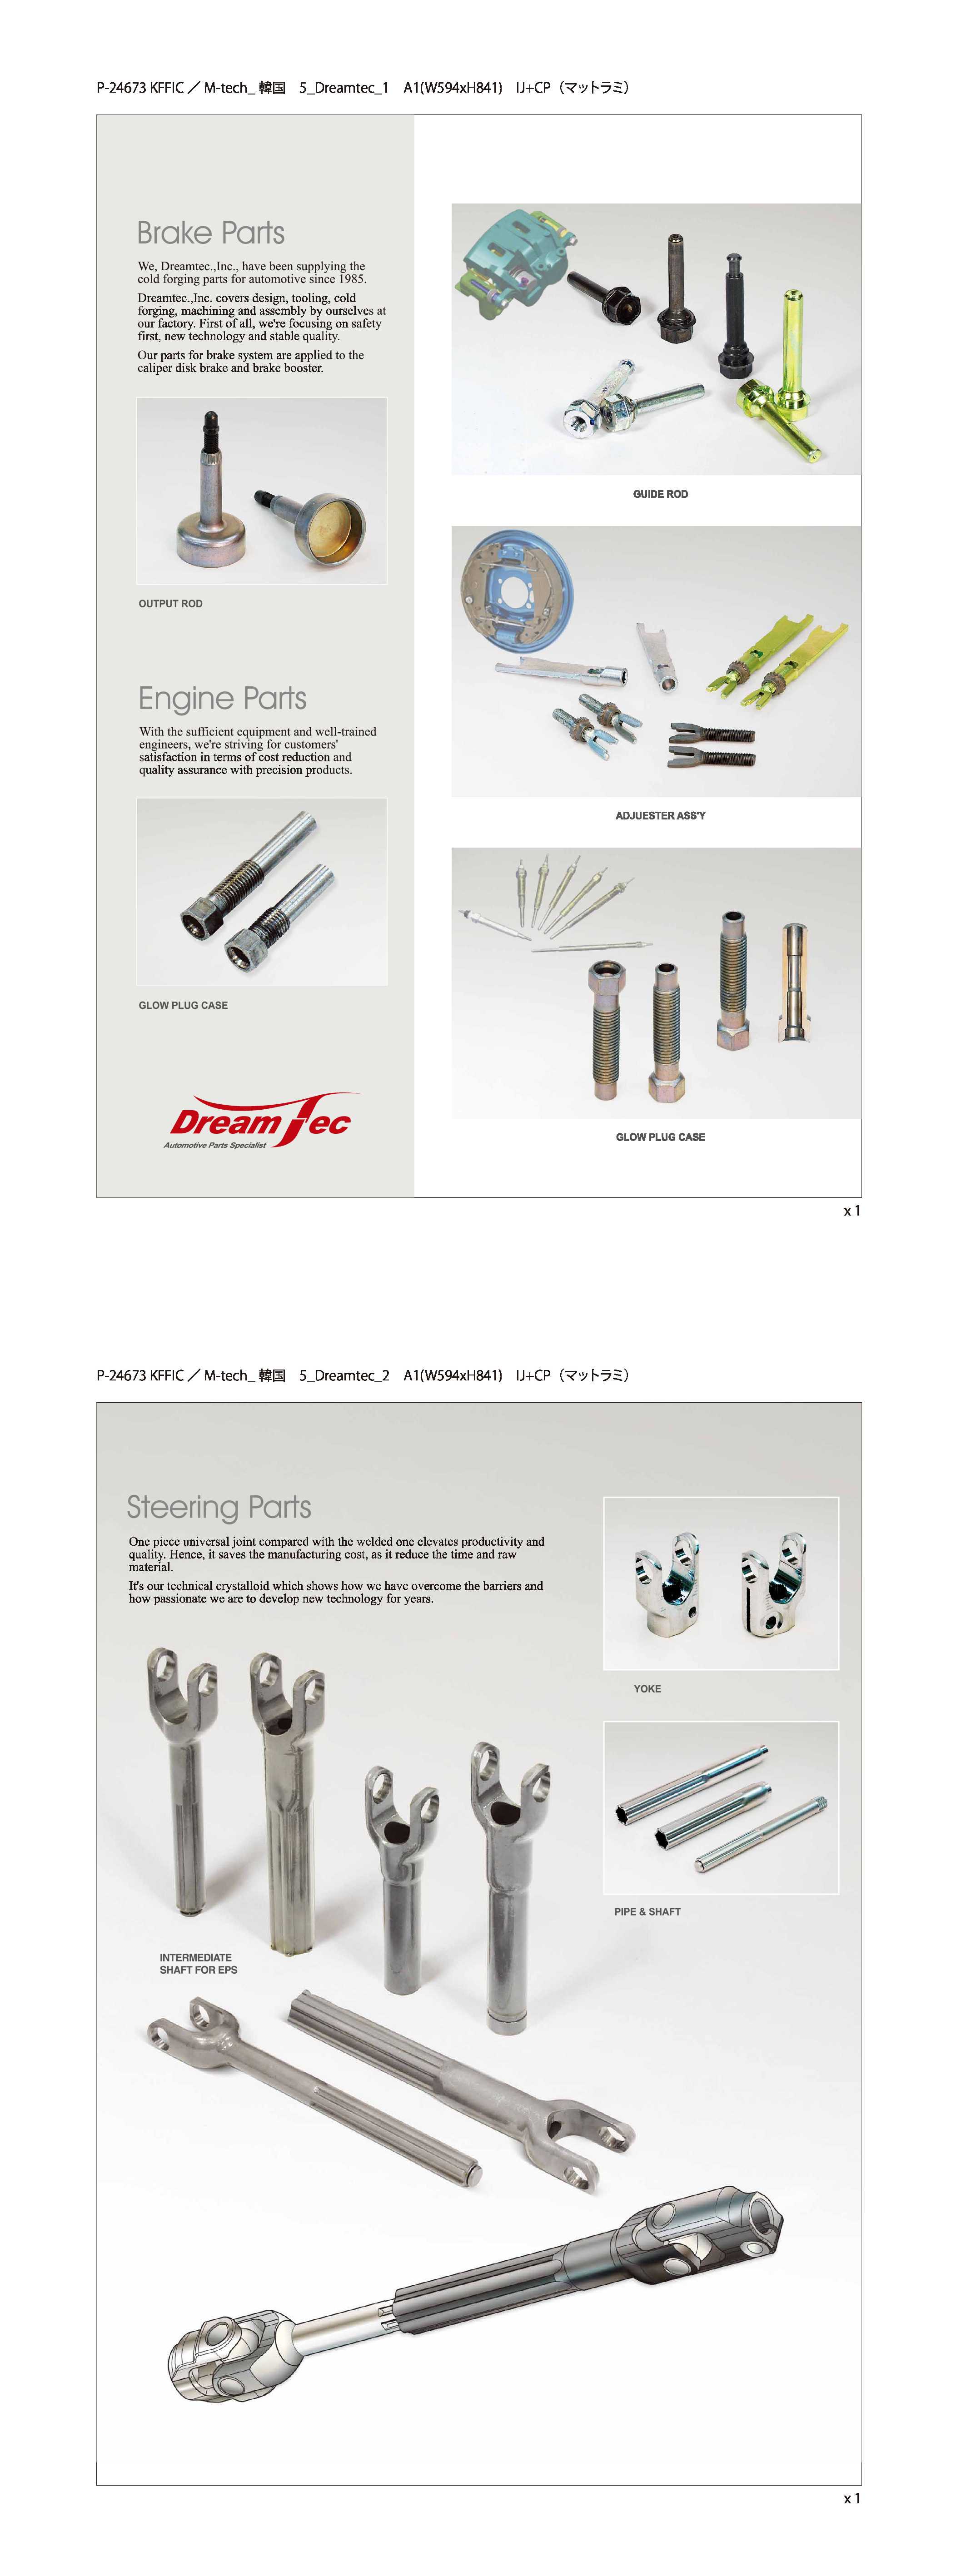 P-24673 KFFIC ／ M-tech_ 韓国　5_Dreamtec_1　A1(W594xH841)　IJ+CP（マットラミ）
Brake Parts
We, Dreamtec.,Inc., have been supplying the
cold forging parts for automotive since 1985.
Dreamtec.,Inc. covers design, tooling, cold
forging, machining and assembly by ourselves at
our factory. First of all, we're focusing on safety
first, new technology and stable quality.
Our parts for brake system are applied to the
caliper disk brake and brake booster.
OUTPUT ROD
Engine Parts
With the sufficient equipment and well-trained
engineers, we're striving for customers'
satisfaction in terms of cost reduction and
quality assurance with precision products.
GLOW PLUG CASE
DreamTec
Automotive Parts Specialist
GUIDE ROD
ADJUESTER ASS'Y
GLOW PLUG CASE
x 1
P-24673 KFFIC ／ M-tech_ 韓国　5_Dreamtec_2　A1(W594xH841)　IJ+CP（マットラミ）
Steering Parts
One piece universal joint compared with the welded one elevates productivity and
quality. Hence, it saves the manufacturing cost, as it reduce the time and raw
material.
It's our technical crystalloid which shows how we have overcome the barriers and
how passionate we are to develop new technology for years.
YOKE
PIPE & SHAFT
INTERMEDIATE
SHAFT FOR EPS
x 1